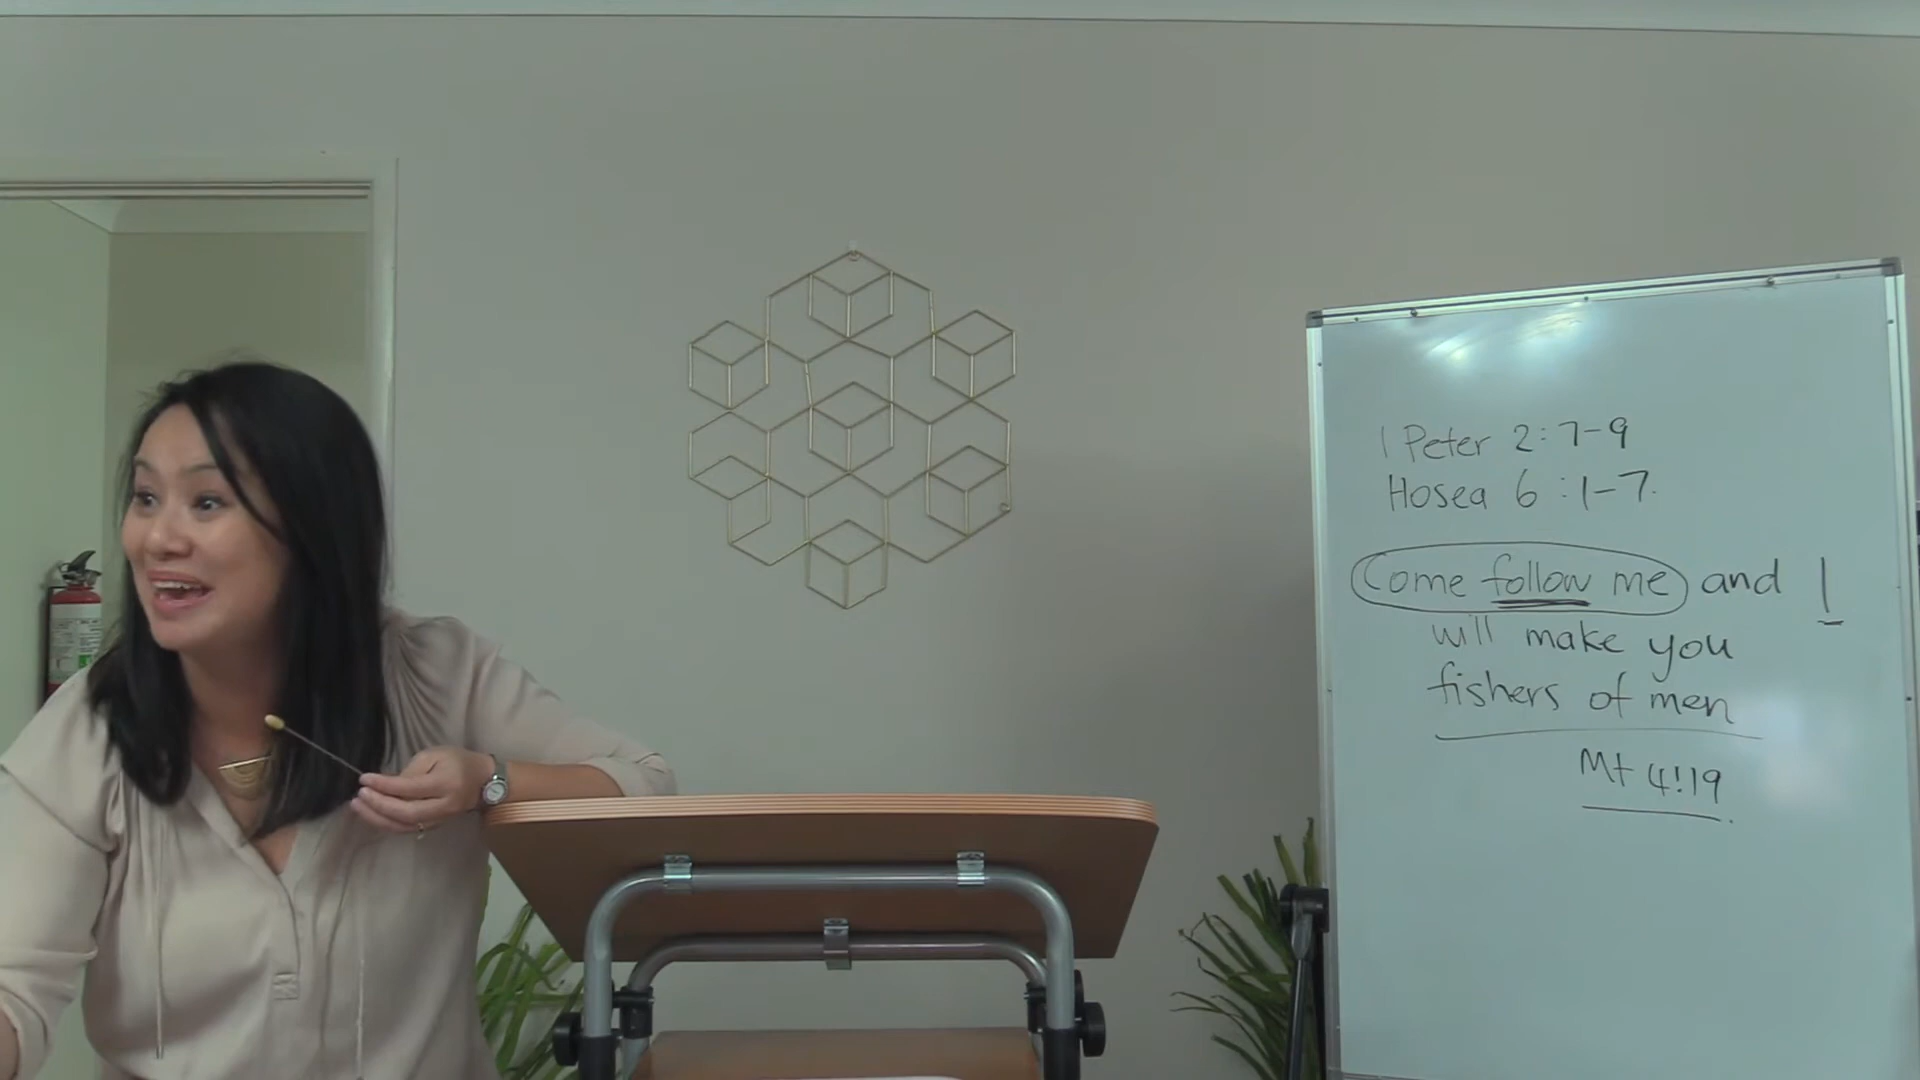 1 Peter 2:7-9
Hosea 6:1-7.
Come follow me and I
will make you
fishers of men
Mt 4:19